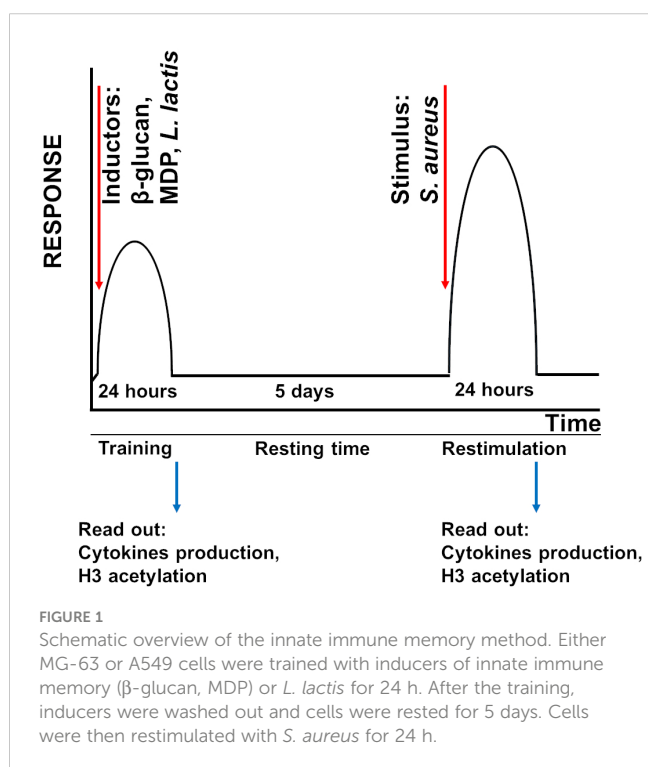 RESPONSE
Inductors:
β-glucan,
MDP, L. lactis
Stimulus:
S. aureus
24 hours
5 days
24 hours
Time
Training
Resting time
Restimulation
Read out:
Cytokines production,
H3 acetylation
Read out:
Cytokines production,
H3 acetylation
FIGURE 1
Schematic overview of the innate immune memory method. Either
MG-63 or A549 cells were trained with inducers of innate immune
memory (β-glucan, MDP) or L. lactis for 24 h. After the training,
inducers were washed out and cells were rested for 5 days. Cells
were then restimulated with S. aureus for 24 h.